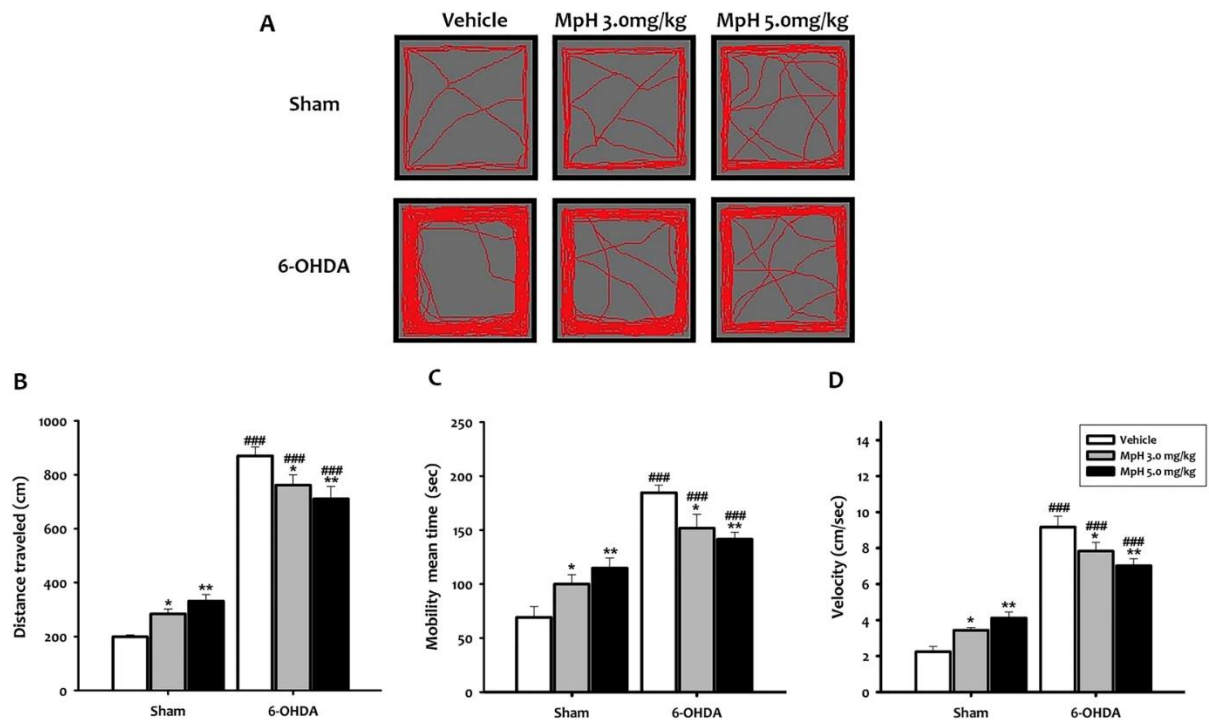 A
Vehicle MpH 3.0mg/kg MpH 5.0mg/kg
Sham
6-OHDA
B
Distance traveled (cm)
1000
800
600
400
200
0
*
**
###
###
*
###
**
Sham 6-OHDA
C
Mobility mean time (sec)
250
200
150
100
50
0
*
**
###
###
*
###
**
Sham 6-OHDA
D
Velocity (cm/sec)
14
12
10
8
6
4
2
0
*
**
###
###
*
###
**
Sham 6-OHDA
Vehicle
MpH 3.0 mg/kg
MpH 5.0 mg/kg